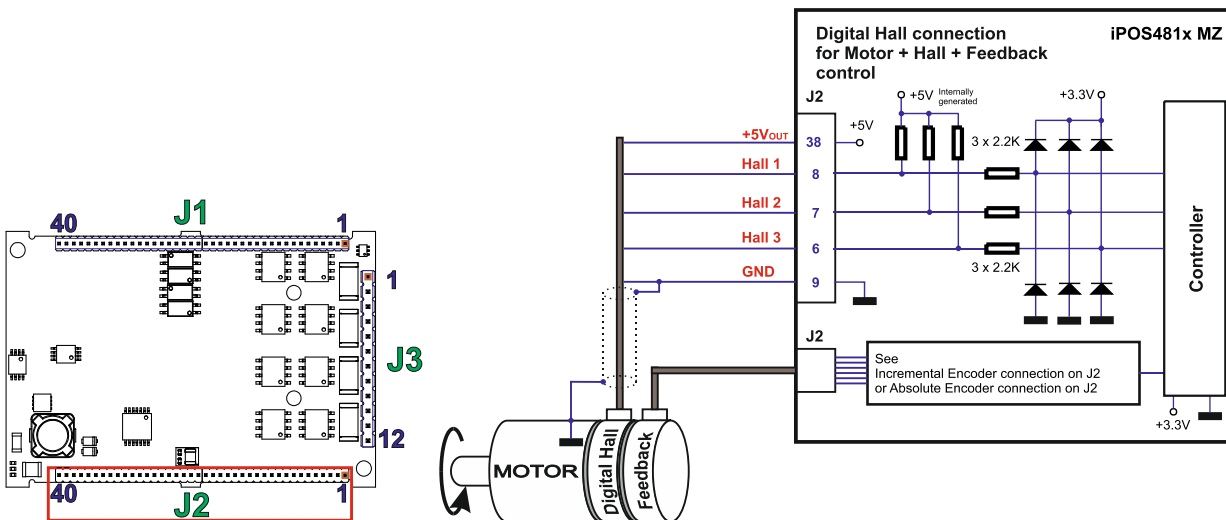 Digital Hall connection
for Motor + Hall + Feedback
control
iPOS481x MZ
J2
+5V Internally
generated
+3.3V
+5VOUT
38
+5V
3 x 2.2K
Hall 1
8
Hall 2
7
Hall 3
6
3 x 2.2K
GND
9
Controller
J2
See
Incremental Encoder connection on J2
or Absolute Encoder connection on J2
+3.3V
MOTOR
Digital Hall
Feedback
J1
40
1
1
J3
12
40
J2
1